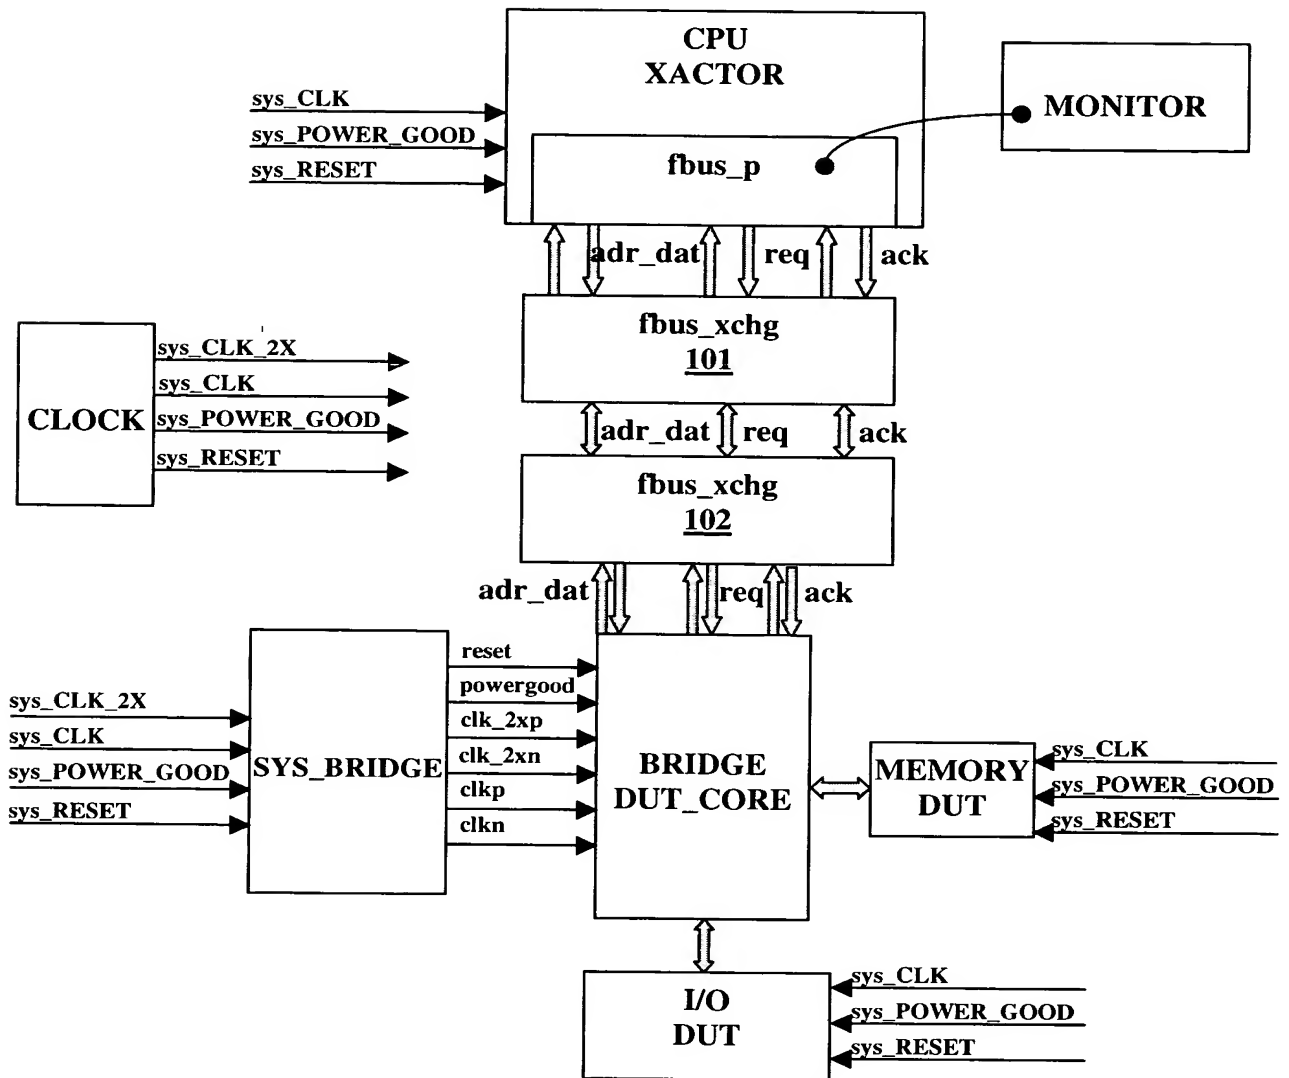 CPU
XACTOR
MONITOR
sys_CLK
sys_POWER_GOOD
sys_RESET
fbus_p
adr_dat req ack
fbus_xchg
101
CLOCK
sys_CLK_2X
sys_CLK
sys_POWER_GOOD
sys_RESET
adr_dat req ack
fbus_xchg
102
adr_dat req ack
sys_CLK_2X
sys_CLK
sys_POWER_GOOD
sys_RESET
SYS_BRIDGE
reset
powergood
clk_2xp
clk_2xn
clkp
clkn
BRIDGE
DUT_CORE
MEMORY
DUT
sys_CLK
sys_POWER_GOOD
sys_RESET
I/O
DUT
sys_CLK
sys_POWER_GOOD
sys_RESET